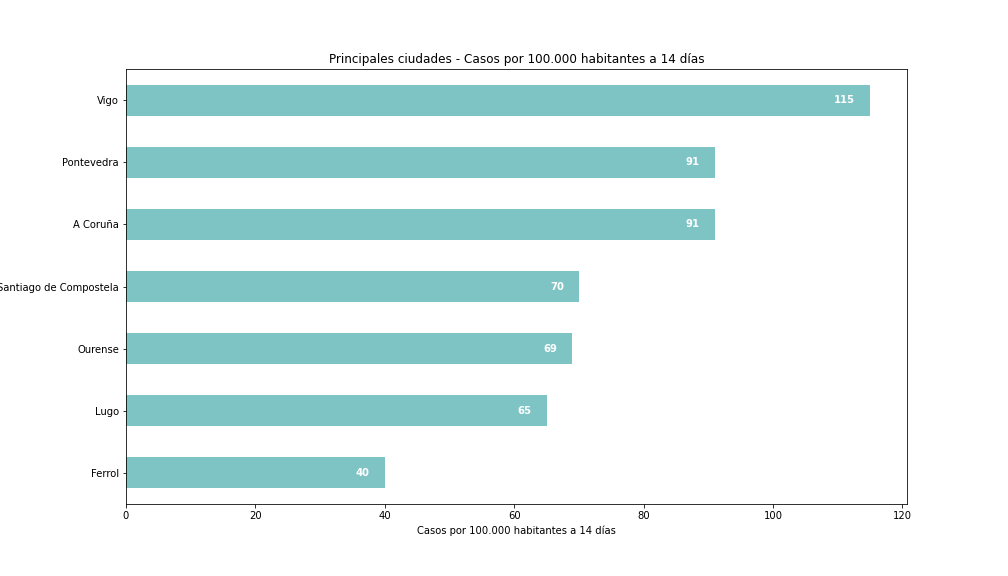 Principales ciudades - Casos por 100.000 habitantes a 14 días
Vigo
115
Pontevedra
91
A Coruña
91
Santiago de Compostela
70
Ourense
69
Lugo
65
Ferrol
40
0 20 40 60 80 100 120
Casos por 100.000 habitantes a 14 días